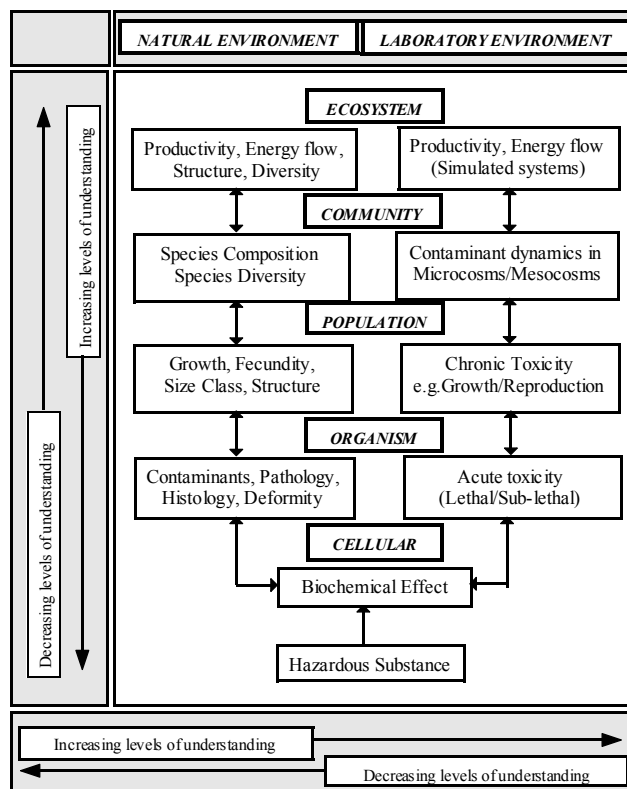 NATURAL ENVIRONMENT
LABORATORY ENVIRONMENT
ECOSYSTEM
Productivity, Energy flow,
Structure, Diversity
Productivity, Energy flow
(Simulated systems)
COMMUNITY
Species Composition
Species Diversity
Contaminant dynamics in
Microcosms/Mesocosms
POPULATION
Growth, Fecundity,
Size Class, Structure
Chronic Toxicity
e.g.Growth/Reproduction
ORGANISM
Contaminants, Pathology,
Histology, Deformity
Acute toxicity
(Lethal/Sub-lethal)
CELLULAR
Biochemical Effect
Hazardous Substance
Increasing levels of understanding
Decreasing levels of understanding
Increasing levels of understanding
Decreasing levels of understanding